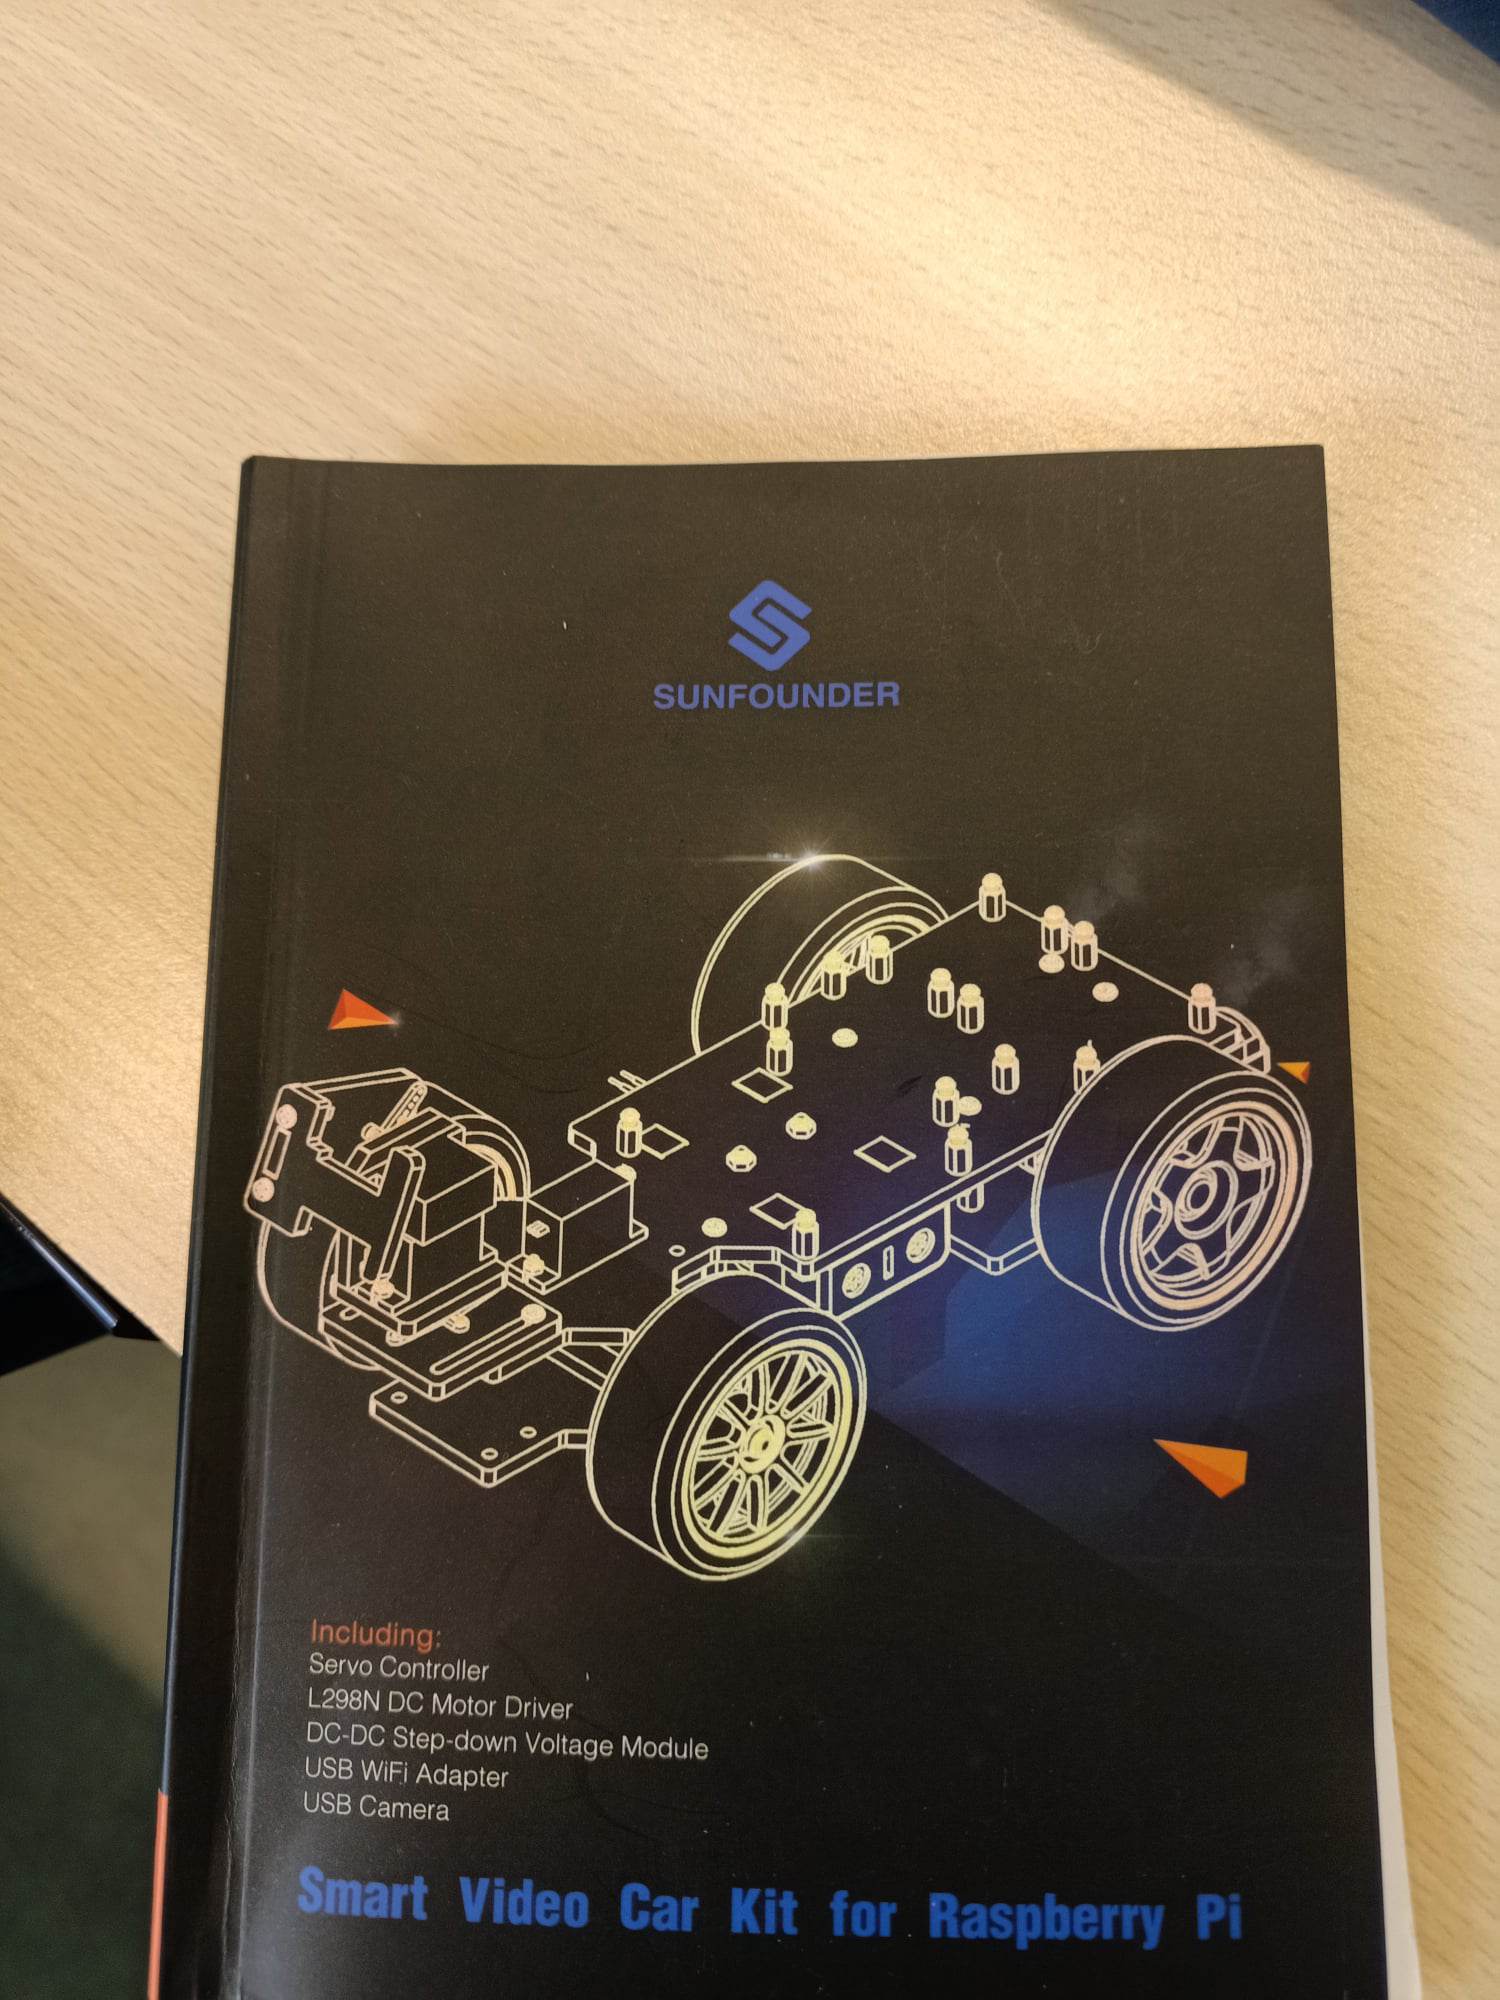 SUNFOUNDER
Including:
Servo Controller
L298N DC Motor Driver
DC-DC Step-down Voltage Module
USB WiFi Adapter
USB Camera
Smart Video Car Kit for Raspberry Pi